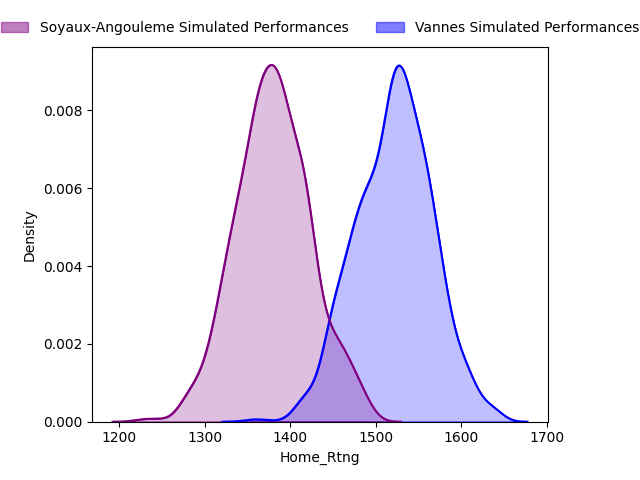 Soyaux-Angouleme Simulated Performances Vannes Simulated Performances
0.008
0.006
0.004
0.002
0.000
Density
1200 1300 1400 1500 1600 1700
Home_Rtng